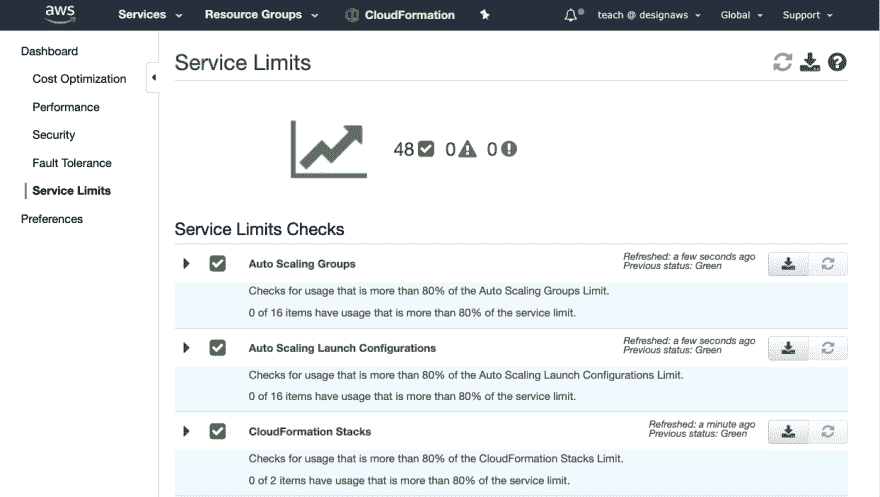 aws Services Resource Groups CloudFormation teach @ designaws Global Support
Dashboard
Cost Optimization
Performance
Security
Fault Tolerance
Service Limits
Preferences
Service Limits
48 0 0
Service Limits Checks
Auto Scaling Groups
Refreshed: a few seconds ago
Previous status: Green
Checks for usage that is more than 80% of the Auto Scaling Groups Limit.
0 of 16 items have usage that is more than 80% of the service limit.
Auto Scaling Launch Configurations
Refreshed: a few seconds ago
Previous status: Green
Checks for usage that is more than 80% of the Auto Scaling Launch Configurations Limit.
0 of 16 items have usage that is more than 80% of the service limit.
CloudFormation Stacks
Refreshed: a minute ago
Previous status: Green
Checks for usage that is more than 80% of the CloudFormation Stacks Limit.
0 of 2 items have usage that is more than 80% of the service limit.